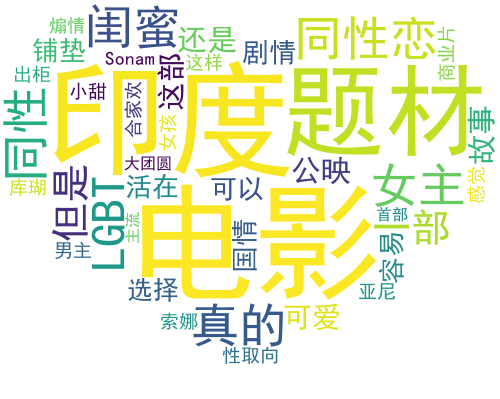 煽情
闺蜜
还是
同性恋
商业片
铺垫
Sonam
剧情
出柜
这部
这样
印度
题材
小甜
合家欢
女孩
同性
故事
但是
大团圆
公映
LGBT
库瑚
活在
可以
女主
感觉
电影
主流
国情
一部
首部
男主
容易
选择
亚尼
索娜
真的
可爱
性取向